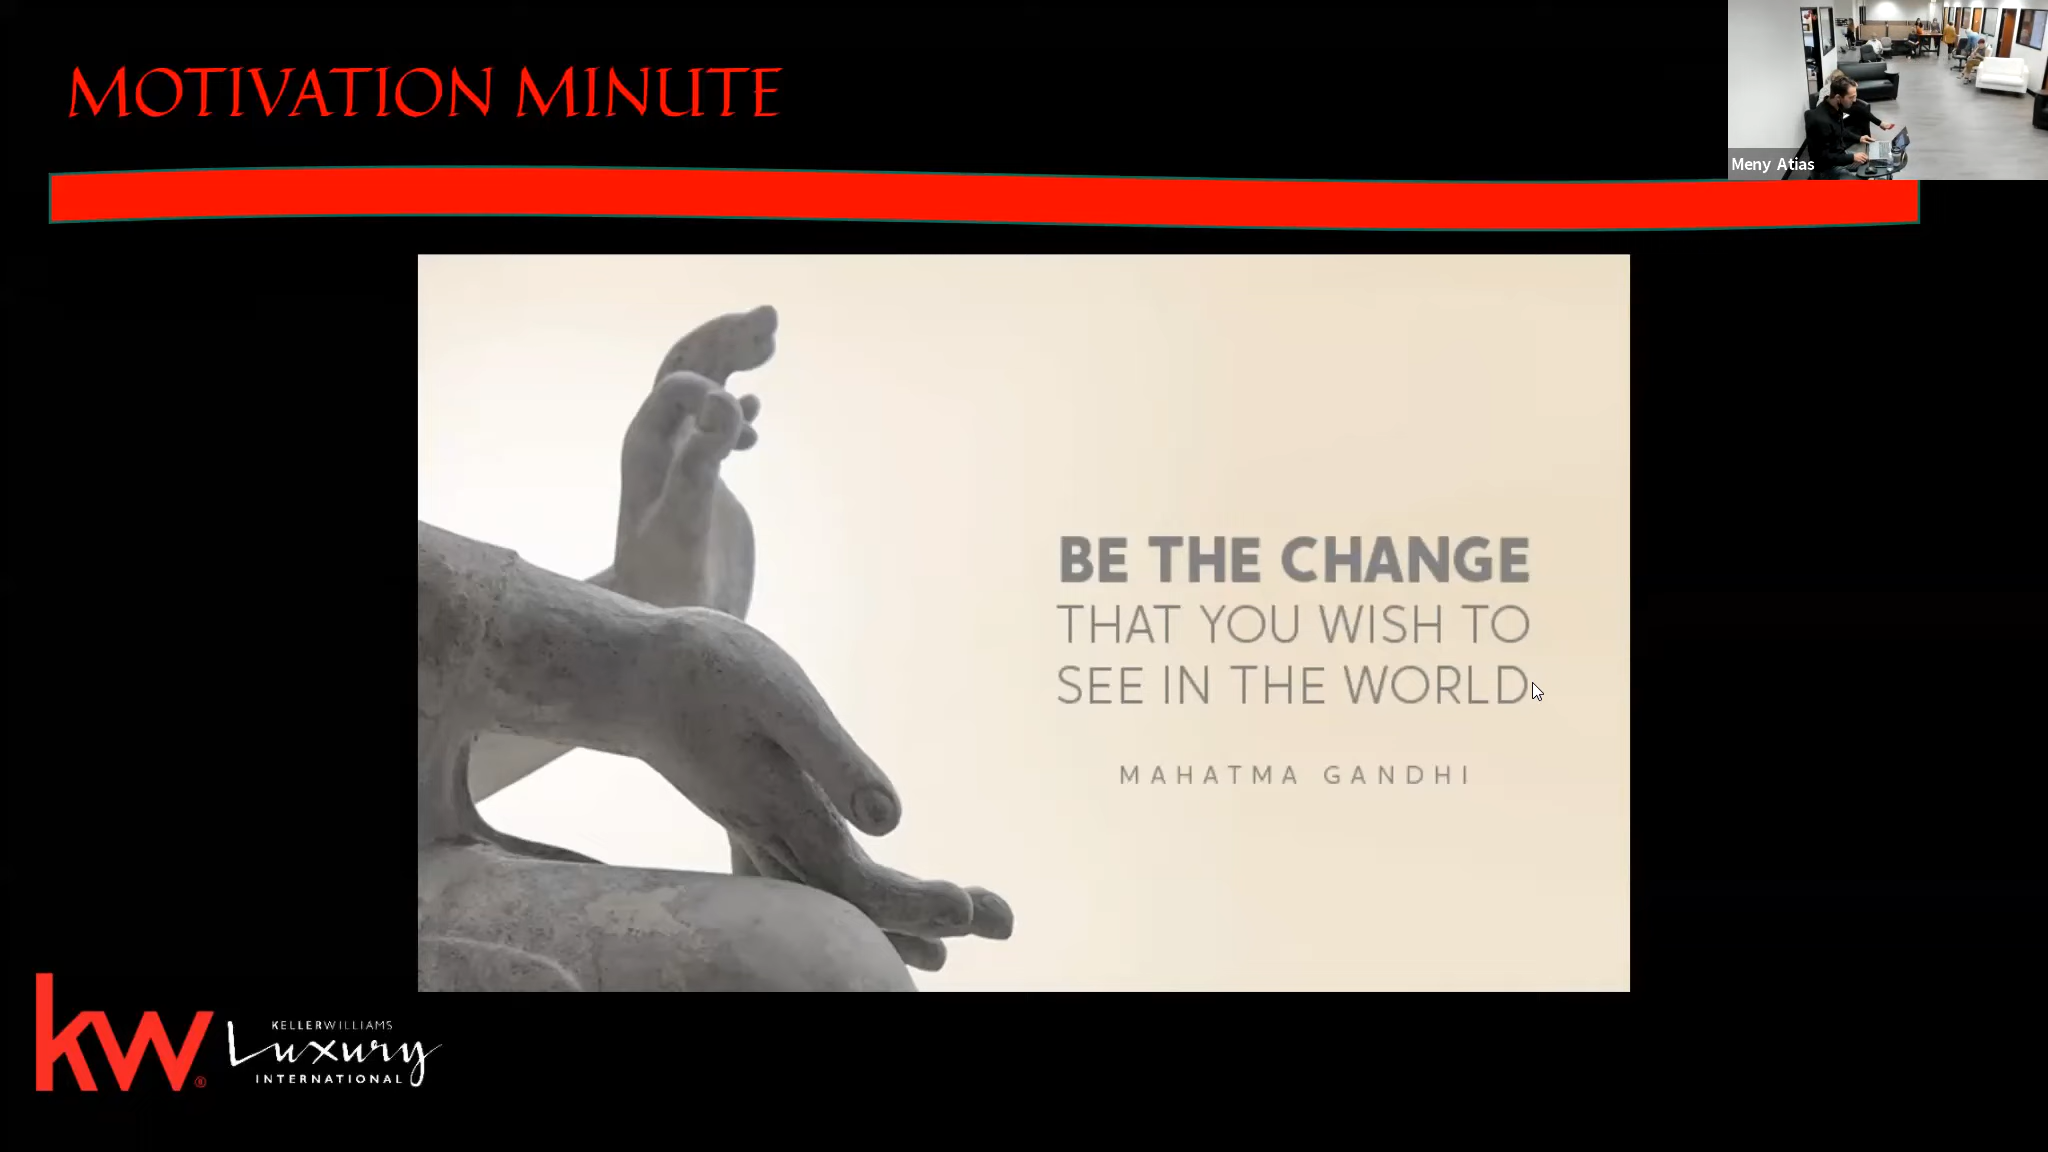 MOTIVATION MINUTE
Meny Atias
BE THE CHANGE
THAT YOU WISH TO
SEE IN THE WORLD
MAHATMA GANDHI
kw®
KELLERWILLIAMS
Luxury
INTERNATIONAL